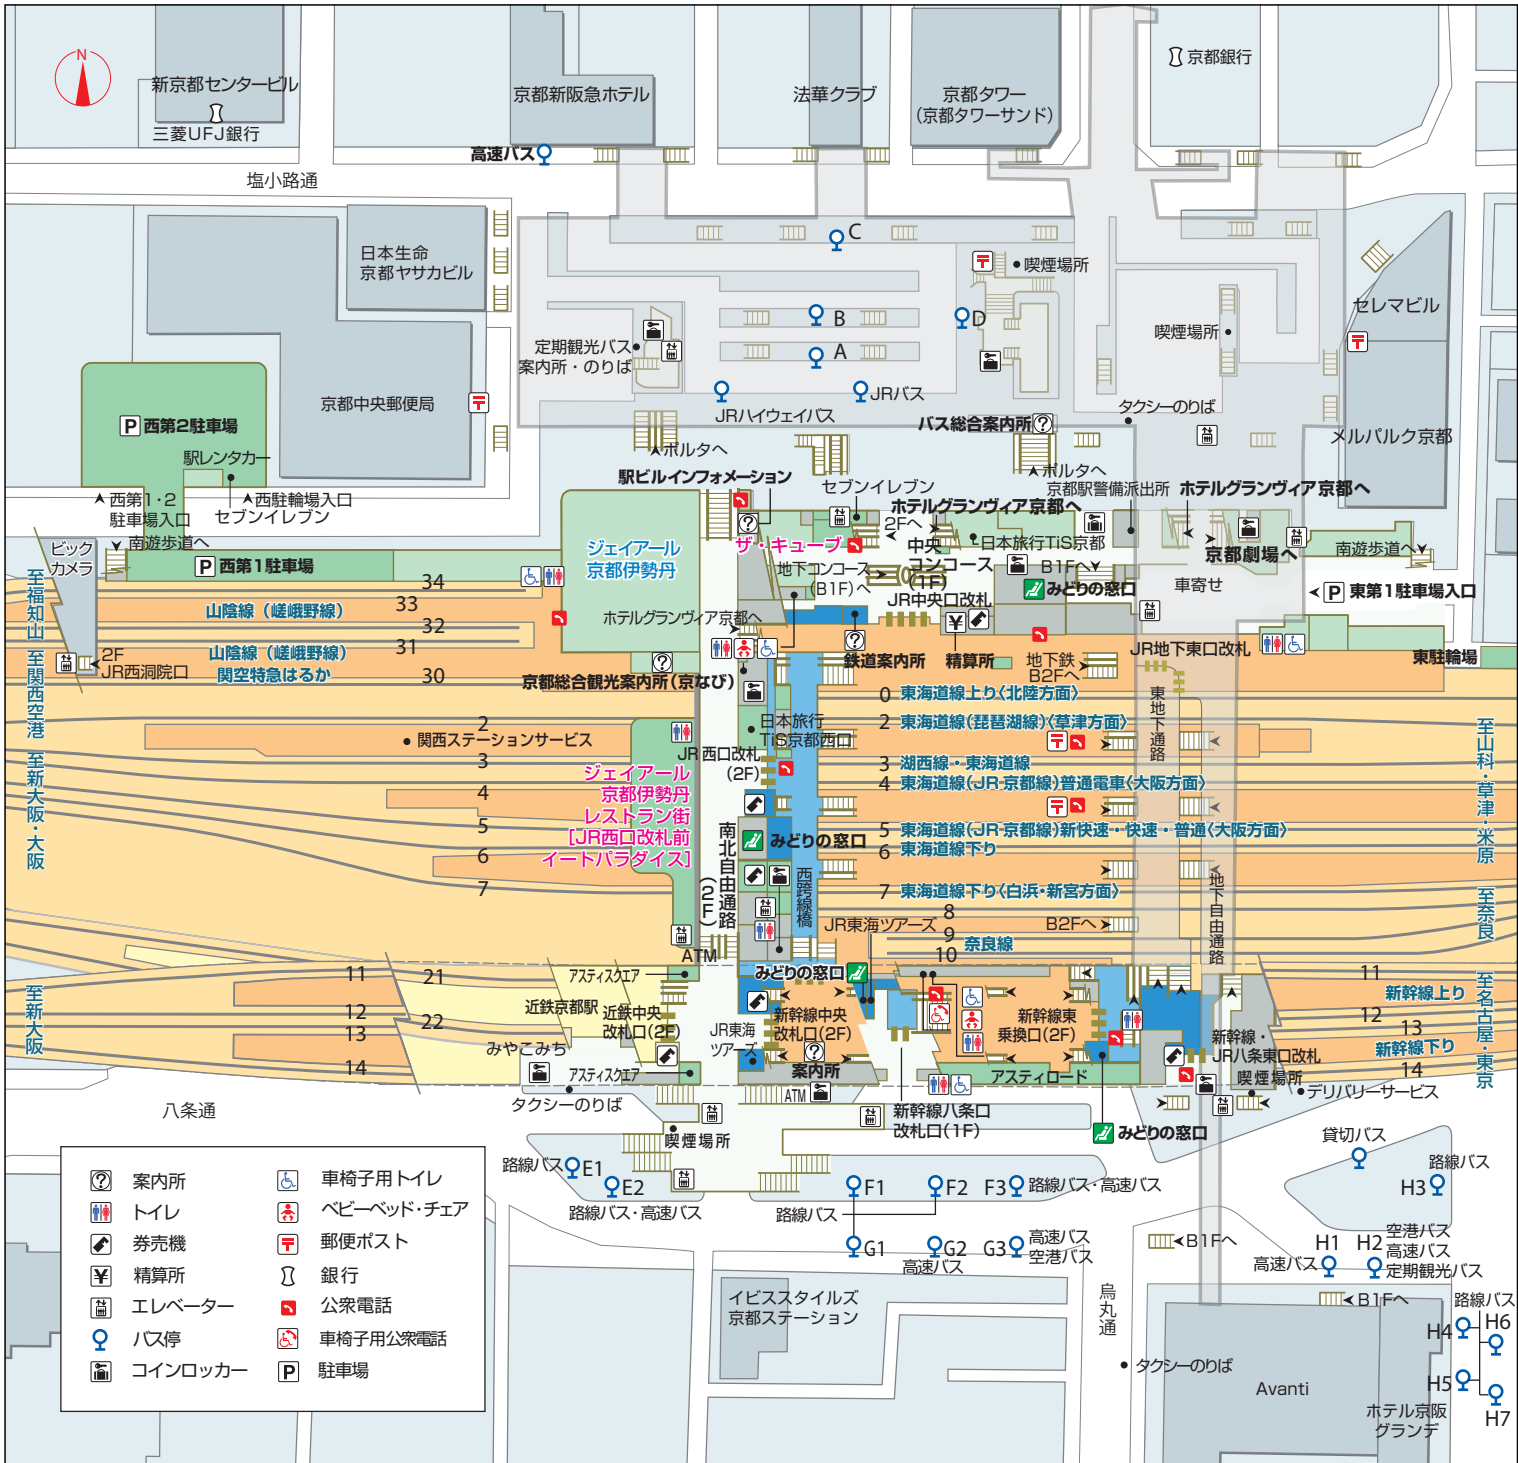 N
新京都センタービル
三菱UFJ銀行
京都新阪急ホテル
法華クラブ
京都タワー
(京都タワーサンド)
京都銀行
高速バス
塩小路通
日本生命
京都ヤサカビル
C
喫煙場所
B
D
A
定期観光バス
案内所・のりば
喫煙場所
セレマビル
京都中央郵便局
JRハイウェイバス
JRバス
タクシーのりば
バス総合案内所
メルパルク京都
P 西第2駐車場
駅レンタカー
セブンイレブン
西第1・2
駐車場入口
西駐輪場入口
ポルタへ
ポルタへ
駅ビルインフォメーション
セブンイレブン
京都駅警備派出所
ホテルグランヴィア京都へ
ホテルグランヴィア京都へ
2Fへ
ビック
カメラ
南遊歩道へ
P 西第1駐車場
ジェイアール
京都伊勢丹
ザ・キューブ
中央
コンコース
(1F)
日本旅行TiS京都
京都劇場へ
南遊歩道へ
地下コンコース
(B1F)へ
B1Fへ
みどりの窓口
車寄せ
P 東第1駐車場入口
JR中央口改札
至福知山
34
33
山陰線(嵯峨野線)
32
31
山陰線(嵯峨野線)
30
関空特急はるか
ホテルグランヴィア京都へ
2F
JR西洞院口
至関西空港
京都総合観光案内所(京なび)
鉄道案内所
精算所
地下鉄
B2Fへ
JR地下東口改札
東駐輪場
0 東海道線上り〈北陸方面〉
2 東海道線(琵琶湖線)〈草津方面〉
3 湖西線・東海道線
4 東海道線(JR京都線)普通電車〈大阪方面〉
5 東海道線(JR京都線)新快速・快速・普通〈大阪方面〉
6 東海道線下り
7 東海道線下り〈白浜・新宮方面〉
8
9
10 奈良線
東地下通路
地下自由通路
2
関西ステーションサービス
3
4
5
6
7
至新大阪・大阪
日本旅行
TiS京都西口
JR西口改札
(2F)
ジェイアール
京都伊勢丹
レストラン街
[JR西口改札前
イートパラダイス]
南北自由通路
(2F)
みどりの窓口
西跨線橋
至山科・草津・米原
至奈良
JR東海ツアーズ
B2Fへ
ATM
みどりの窓口
アスティスクエア
11
21
12
22
13
14
至新大阪
近鉄京都駅
近鉄中央
改札口(2F)
みやこみち
アスティスクエア
JR東海
ツアーズ
新幹線中央
改札口(2F)
案内所
新幹線東
乗換口(2F)
アスティロード
新幹線・
JR八条東口改札
11
新幹線上り
12
13
新幹線下り
14
至名古屋・東京
喫煙場所
デリバリーサービス
八条通
タクシーのりば
ATM
新幹線八条口
改札口(1F)
みどりの窓口
喫煙場所
路線バス
E1
E2
路線バス・高速バス
F1
F2
F3
路線バス・高速バス
路線バス
G1
G2
高速バス
G3
高速バス
空港バス
貸切バス
路線バス
H3
B1Fへ
H1
高速バス
H2
空港バス
高速バス
定期観光バス
B1Fへ
路線バス
H4
H6
H5
H7
烏丸通
タクシーのりば
Avanti
ホテル京阪
グランデ
イビススタイルズ
京都ステーション
案内所
トイレ
券売機
¥ 精算所
エレベーター
バス停
コインロッカー
車椅子用トイレ
ベビーベッド・チェア
郵便ポスト
銀行
公衆電話
車椅子用公衆電話
P 駐車場